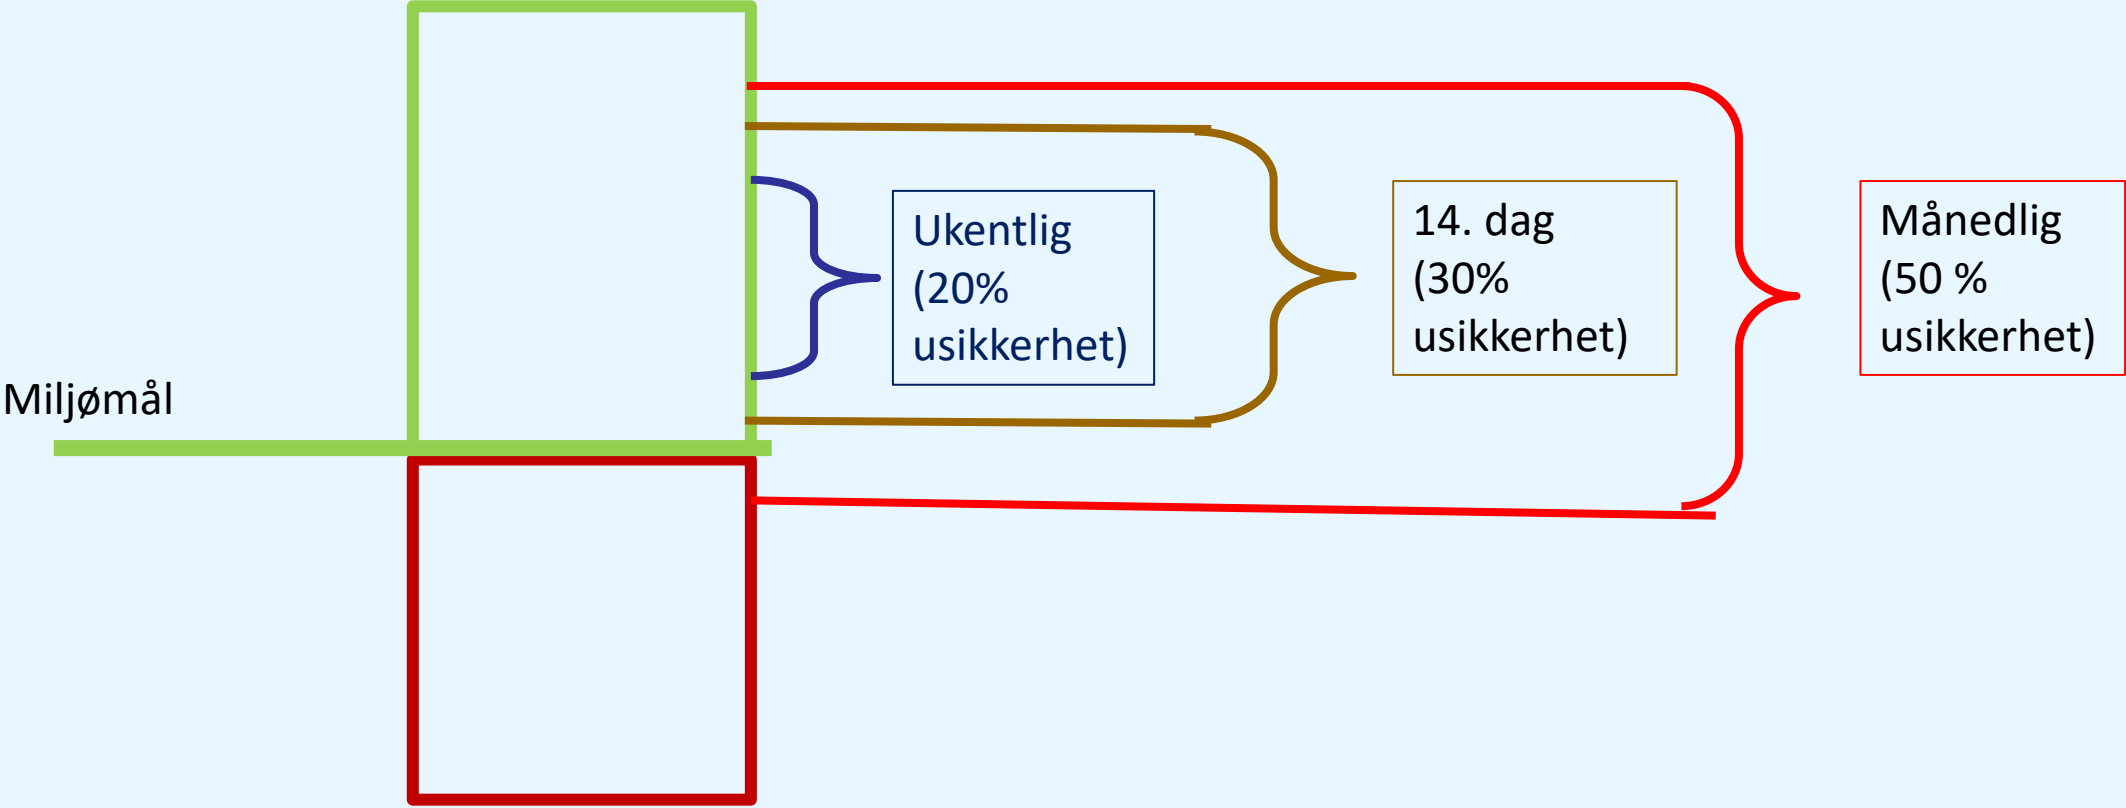 Miljømål
Ukentlig
(20%
usikkerhet)
14. dag
(30%
usikkerhet)
Månedlig
(50 %
usikkerhet)